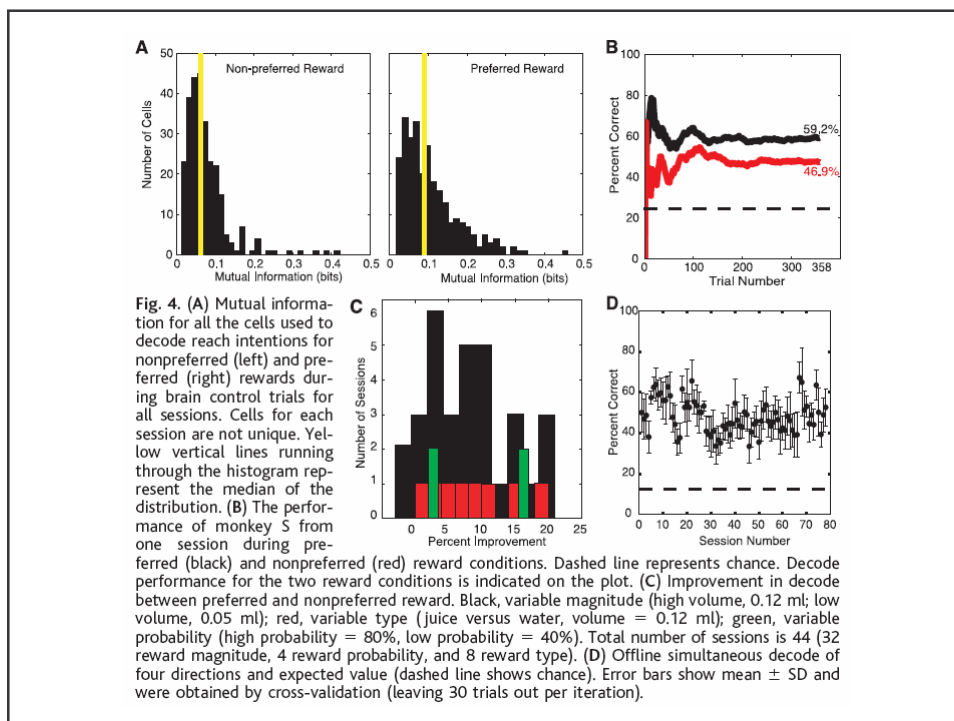 A
50
40
30
20
10
0
Number of Cells
Non-preferred Reward
0 0.1 0.2 0.3 0.4 0.5
Mutual Information (bits)
Preferred Reward
0 0.1 0.2 0.3 0.4 0.5
Mutual Information (bits)
B
100
80
60
40
20
0
Percent Correct
59.2%
46.9%
0 100 200 300 358
Trial Number
Fig. 4. (A) Mutual informa-
tion for all the cells used to
decode reach intentions for
nonpreferred (left) and pre-
ferred (right) rewards dur-
ing brain control trials for
all sessions. Cells for each
session are not unique. Yel-
low vertical lines running
through the histogram rep-
resent the median of the
distribution. (B) The perfor-
mance of monkey S from
one session during pre-
C
6
5
4
3
2
1
0
Number of Sessions
0 5 10 15 20 25
Percent Improvement
D
100
80
60
40
20
0
Percent Correct
0 10 20 30 40 50 60 70 80
Session Number
ferred (black) and nonpreferred (red) reward conditions. Dashed line represents chance. Decode
performance for the two reward conditions is indicated on the plot. (C) Improvement in decode
between preferred and nonpreferred reward. Black, variable magnitude (high volume, 0.12 ml; low
volume, 0.05 ml); red, variable type (juice versus water, volume = 0.12 ml); green, variable
probability (high probability = 80%, low probability = 40%). Total number of sessions is 44 (32
reward magnitude, 4 reward probability, and 8 reward type). (D) Offline simultaneous decode of
four directions and expected value (dashed line shows chance). Error bars show mean ± SD and
were obtained by cross-validation (leaving 30 trials out per iteration).